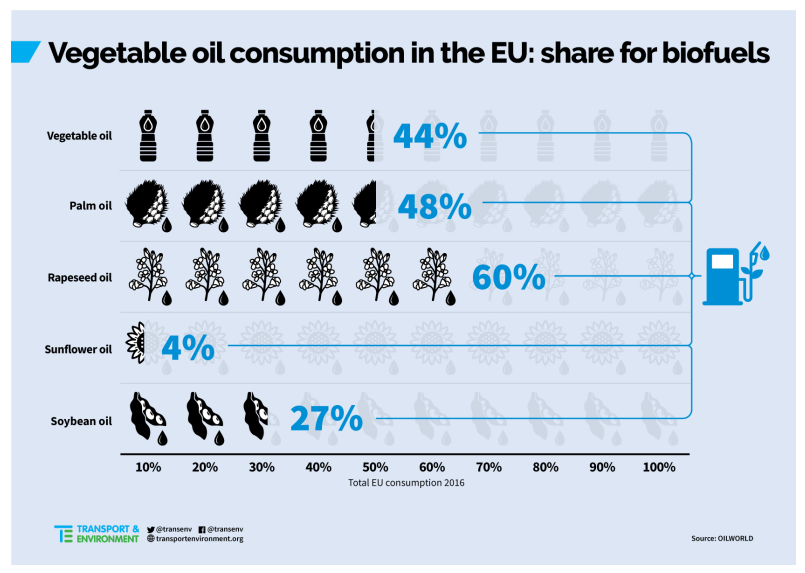 Vegetable oil consumption in the EU: share for biofuels
Vegetable oil
44%
Palm oil
48%
Rapeseed oil
60%
Sunflower oil
4%
Soybean oil
27%
10% 20% 30% 40% 50% 60% 70% 80% 90% 100%
Total EU consumption 2016
TRANSPORT &
ENVIRONMENT
@transenv @transenv
transportenvironment.org
Source: OILWORLD